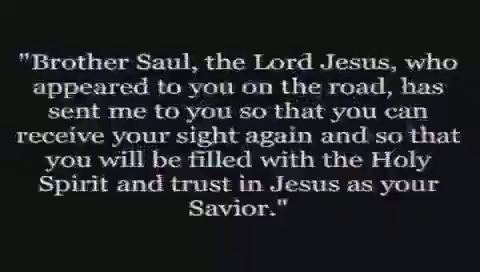 "Brother Saul, the Lord Jesus, who
appeared to you on the road, has
sent me to you so that you can
receive your sight again and so that
you will be filled with the Holy
Spirit and trust in Jesus as your
Savior."